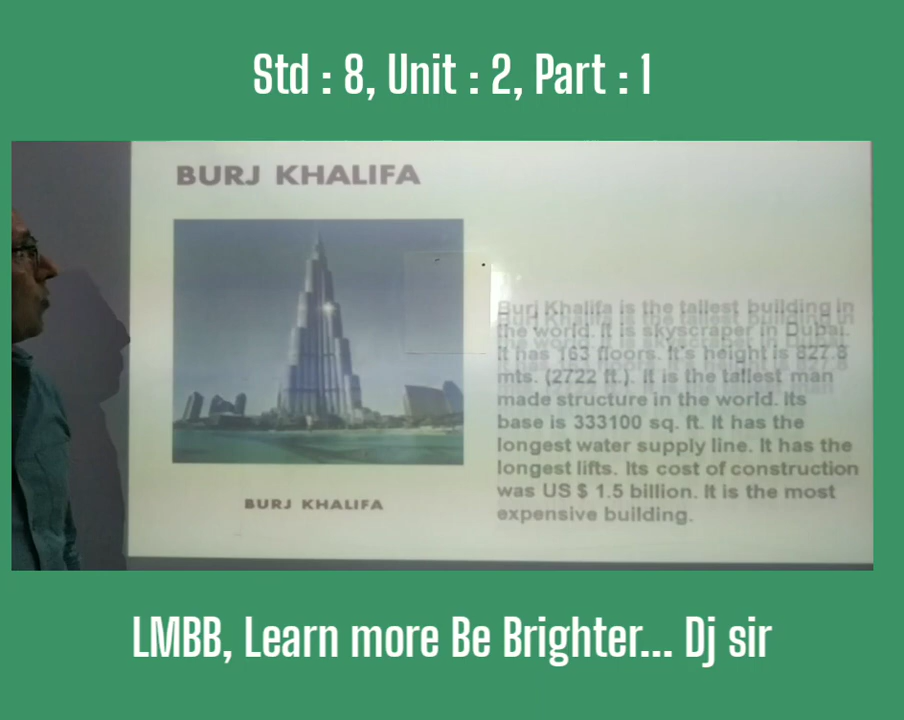 Std : 8, Unit : 2, Part : 1
BURJ KHALIFA
Burj Khalifa is the tallest building in
the world. It is skyscraper in Dubai.
It has 163 floors. It's height is 827.8
mts. (2722 ft.). It is the tallest man
made structure in the world. Its
base is 333100 sq. ft. It has the
longest water supply line. It has the
longest lifts. Its cost of construction
was US $ 1.5 billion. It is the most
expensive building.
BURJ KHALIFA
LMBB, Learn more Be Brighter... Dj sir